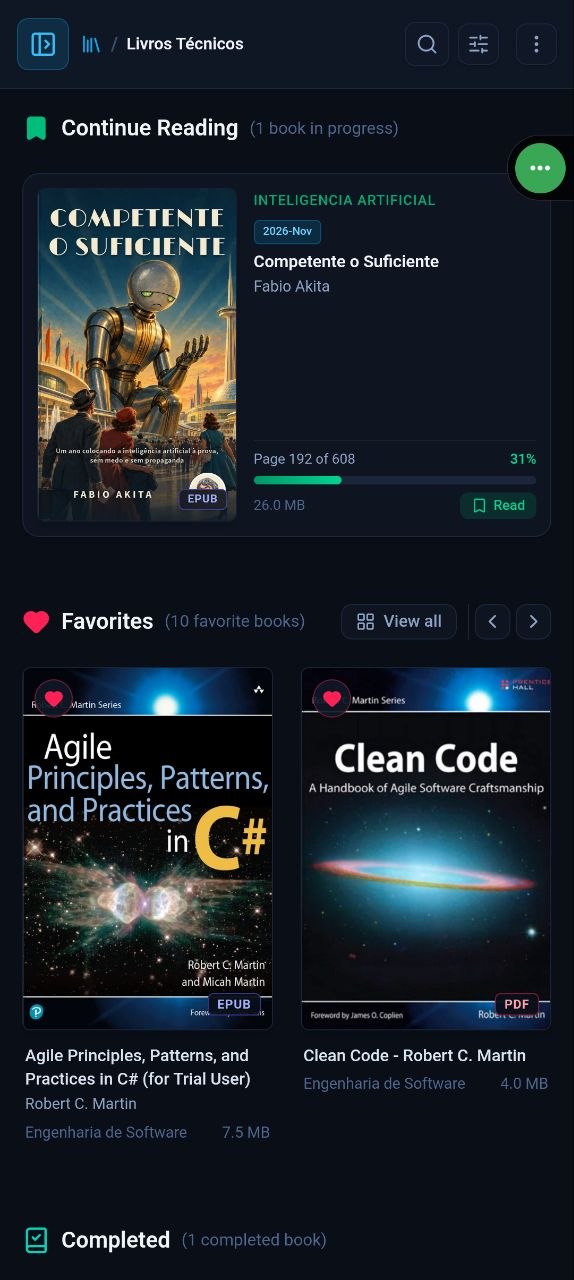 / Livros Técnicos
Continue Reading (1 book in progress)
COMPETENTE
O SUFICIENTE
Um ano colocando a inteligência artificial à prova,
sem medo e sem propaganda
FABIO AKITA
EPUB
INTELIGENCIA ARTIFICIAL
2026-Nov
Competente o Suficiente
Fabio Akita
Page 192 of 608 31%
26.0 MB Read
Favorites (10 favorite books) View all
Martin Series
Agile
Principles, Patterns,
and Practices
in C#
Robert C. Martin
and Micah Martin
EPUB
Agile Principles, Patterns, and
Practices in C# (for Trial User)
Robert C. Martin
Engenharia de Software 7.5 MB
Martin Series
PRENTICE
HALL
Clean Code
A Handbook of Agile Software Craftsmanship
PDF
Foreword by James O. Coplien Robert C. Martin
Clean Code - Robert C. Martin
Engenharia de Software 4.0 MB
Completed (1 completed book)